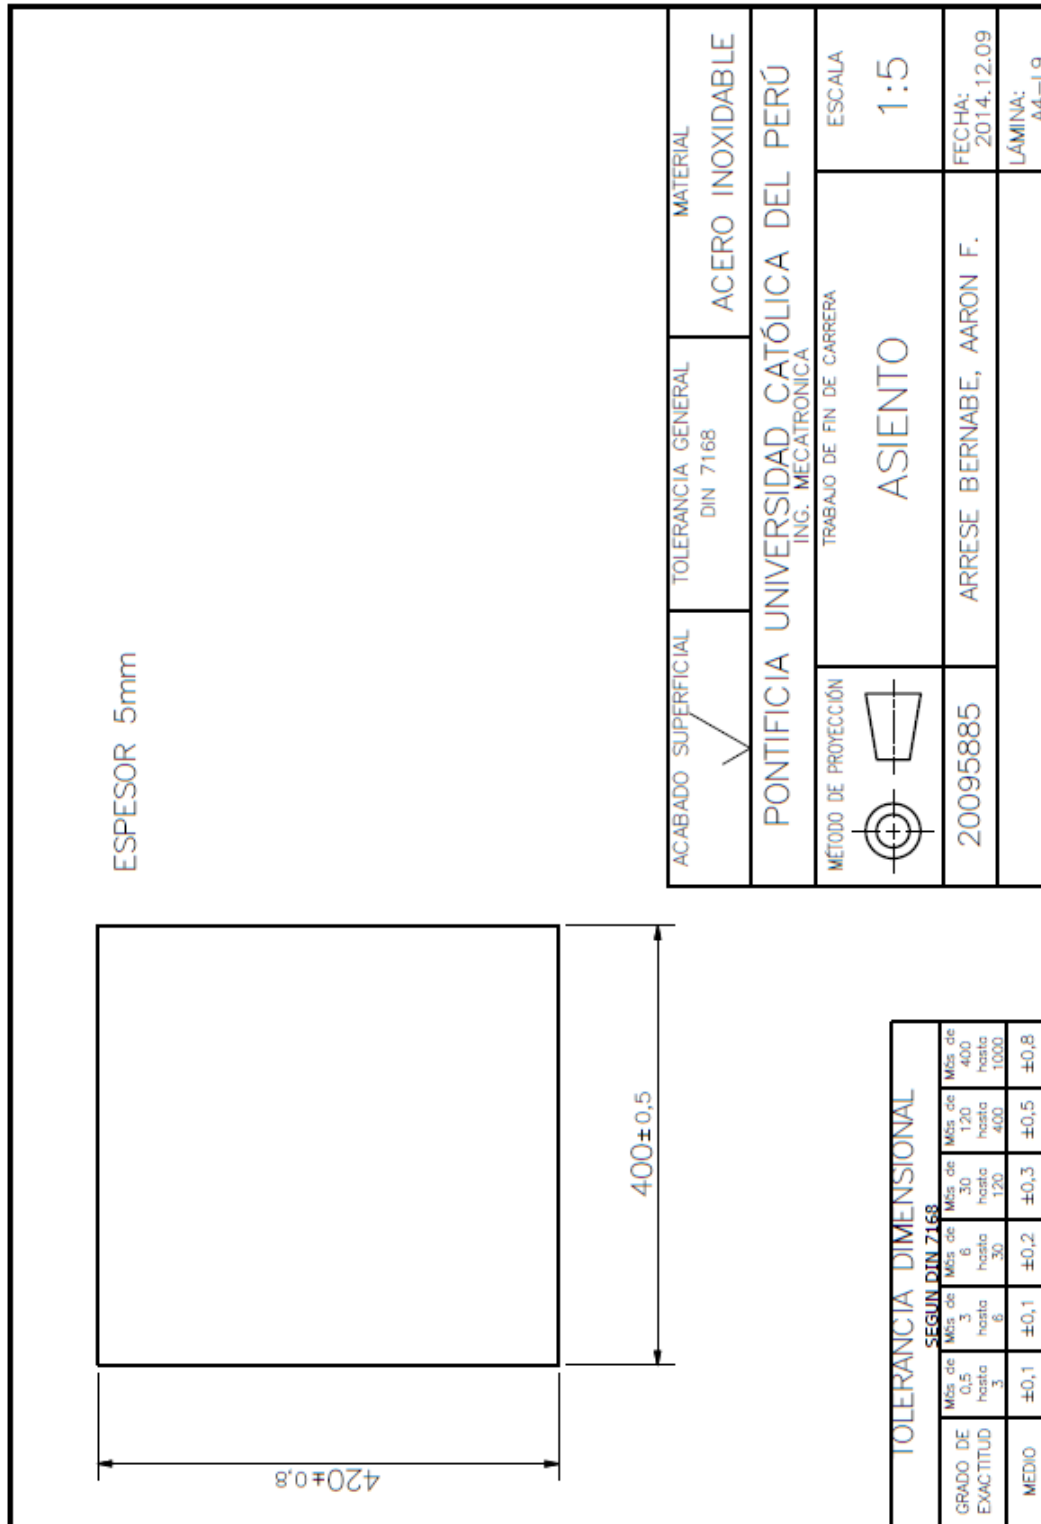 ESPESOR 5mm
420±0,8
400±0,5
ACABADO SUPERFICIAL
TOLERANCIA GENERAL
DIN 7168
MATERIAL
ACERO INOXIDABLE
PONTIFICIA UNIVERSIDAD CATÓLICA DEL PERÚ
ING. MECATRONICA
MÉTODO DE PROYECCIÓN
TRABAJO DE FIN DE CARRERA
ASIENTO
ESCALA
1:5
20095885
ARRESE BERNABE, AARON F.
FECHA:
2014.12.09
LÁMINA:
A4-L9
TOLERANCIA DIMENSIONAL
SEGUN DIN 7168
GRADO DE
EXACTITUD
Más de
0,5
hasta
3
Más de
3
hasta
6
Más de
6
hasta
30
Más de
30
hasta
120
Más de
120
hasta
400
Más de
400
hasta
1000
MEDIO
±0,1
±0,1
±0,2
±0,3
±0,5
±0,8